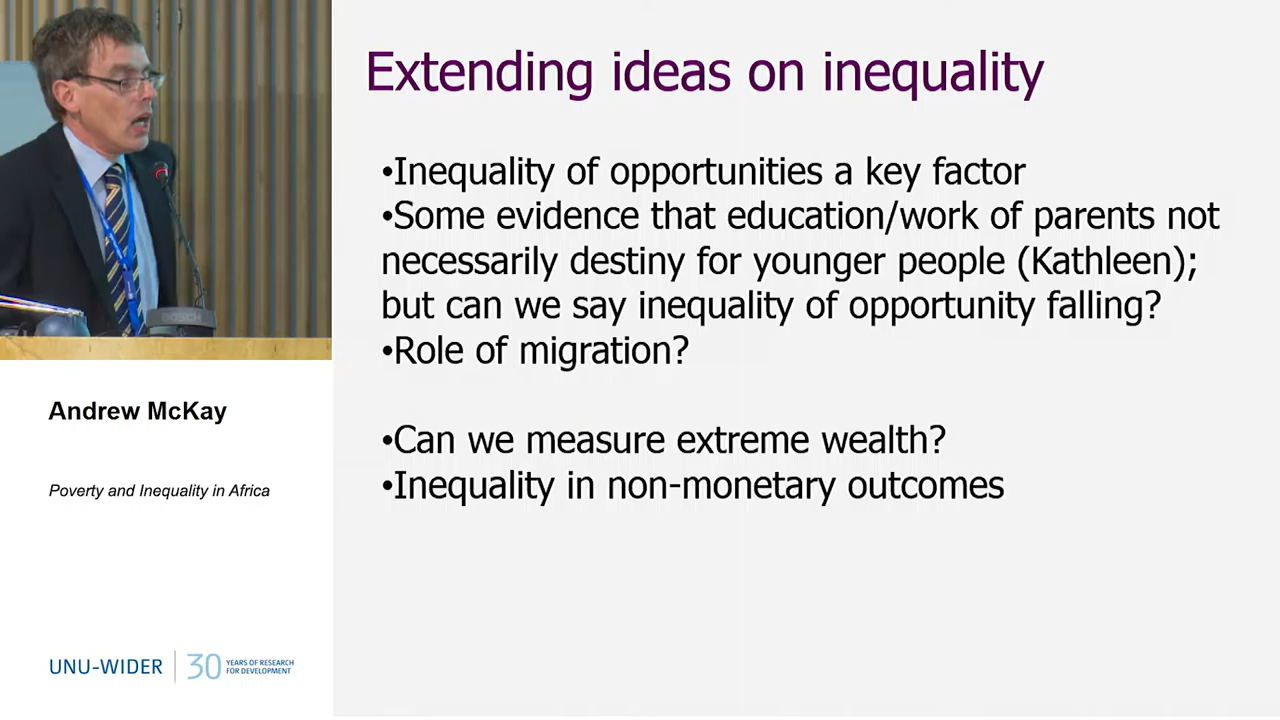 Extending ideas on inequality
•Inequality of opportunities a key factor
•Some evidence that education/work of parents not
necessarily destiny for younger people (Kathleen);
but can we say inequality of opportunity falling?
•Role of migration?
•Can we measure extreme wealth?
•Inequality in non-monetary outcomes
BOSCH
Andrew McKay
Poverty and Inequality in Africa
UNU-WIDER
30
YEARS OF RESEARCH
FOR DEVELOPMENT